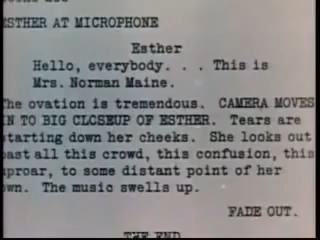 ESTHER AT MICROPHONE
Esther
Hello, everybody. . . This is
Mrs. Norman Maine.
The ovation is tremendous. CAMERA MOVES
IN TO BIG CLOSEUP OF ESTHER. Tears are
starting down her cheeks. She looks out
past all this crowd, this confusion, this
uproar, to some distant point of her
own. The music swells up.
FADE OUT.
THE END